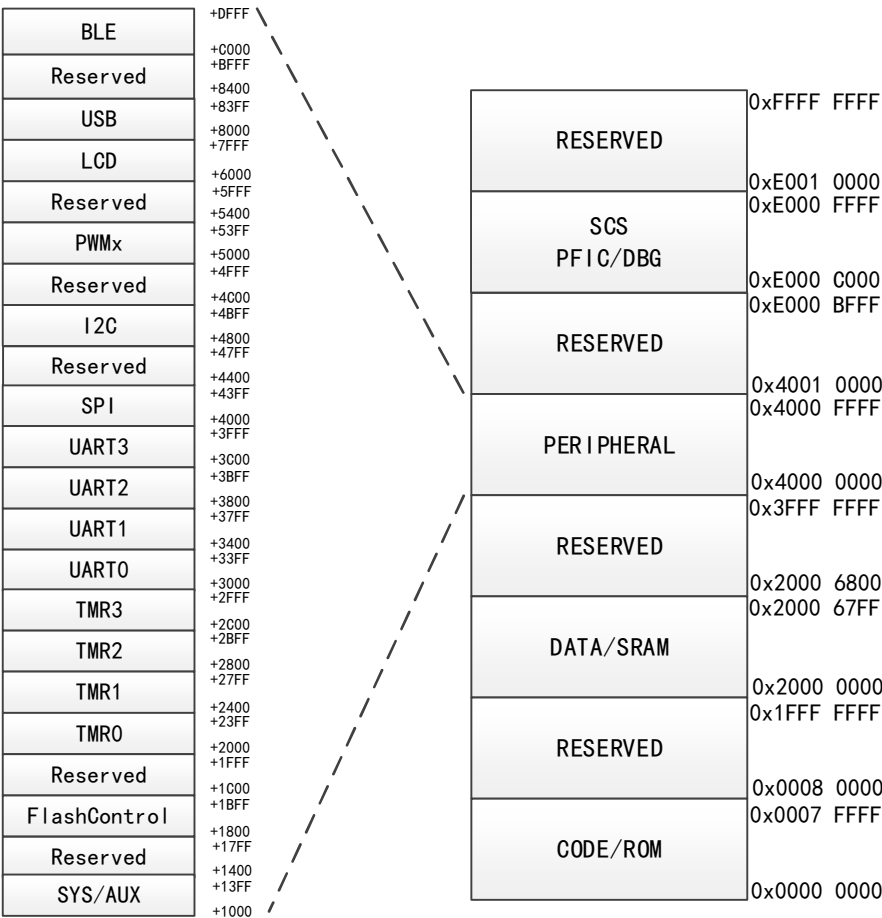 BLE
+DFFF
+C000
Reserved
+BFFF
+8400
USB
+83FF
+8000
LCD
+7FFF
+6000
Reserved
+5FFF
+5400
PWMx
+53FF
+5000
Reserved
+4FFF
+4C00
I2C
+4BFF
+4800
Reserved
+47FF
+4400
SPI
+43FF
+4000
UART3
+3FFF
+3C00
UART2
+3BFF
+3800
UART1
+37FF
+3400
UART0
+33FF
+3000
TMR3
+2FFF
+2C00
TMR2
+2BFF
+2800
TMR1
+27FF
+2400
TMR0
+23FF
+2000
Reserved
+1FFF
+1C00
FlashControl
+1BFF
+1800
Reserved
+17FF
+1400
SYS/AUX
+13FF
+1000
RESERVED
0xFFFF FFFF
0xE001 0000
SCS
PFIC/DBG
0xE000 FFFF
0xE000 C000
RESERVED
0xE000 BFFF
0x4001 0000
PERIPHERAL
0x4000 FFFF
0x4000 0000
RESERVED
0x3FFF FFFF
0x2000 6800
DATA/SRAM
0x2000 67FF
0x2000 0000
RESERVED
0x1FFF FFFF
0x0008 0000
CODE/ROM
0x0007 FFFF
0x0000 0000